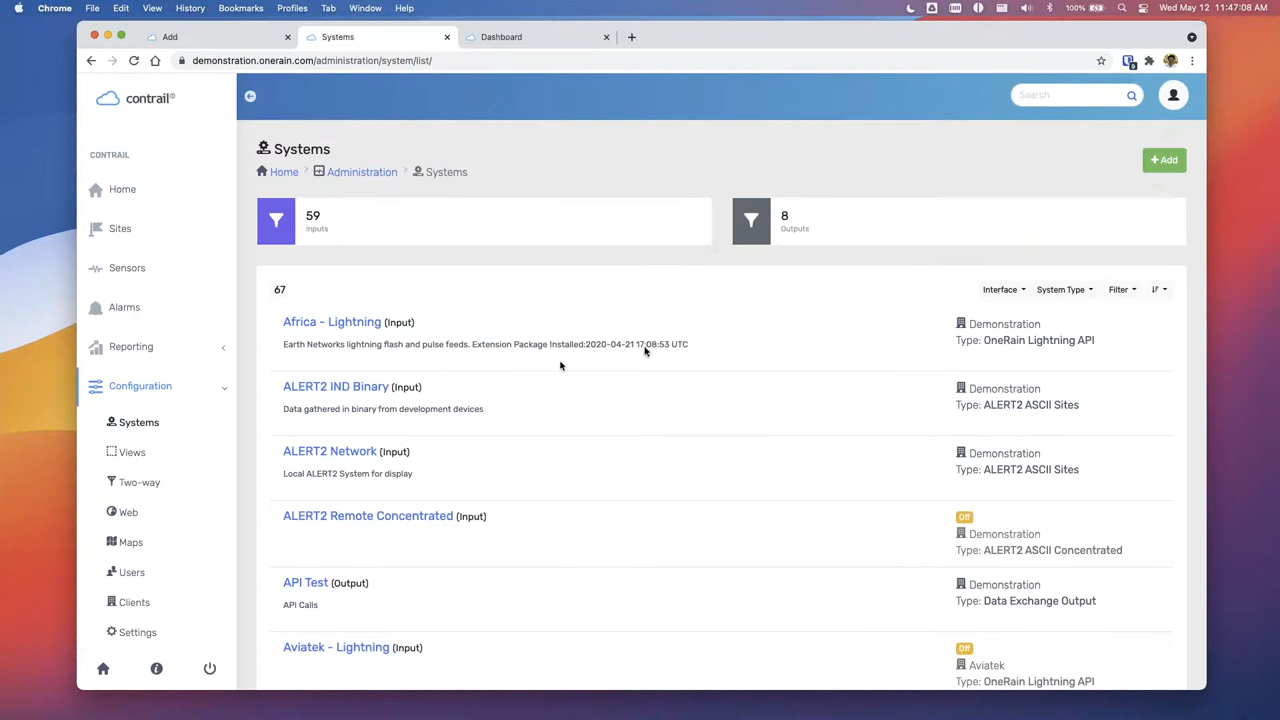 Chrome File Edit View History Bookmarks Profiles Tab Window Help
100% Wed May 12 11:47:08 AM
Add Systems Dashboard
demonstration.onerain.com/administration/system/list/
contrail®
Search
CONTRAIL
Home
Sites
Sensors
Alarms
Reporting
Configuration
Systems
Views
Two-way
Web
Maps
Users
Clients
Settings
Systems
Home > Administration > Systems
+ Add
59
Inputs
8
Outputs
67
Interface System Type Filter
Africa - Lightning (Input)
Earth Networks lightning flash and pulse feeds. Extension Package Installed:2020-04-21 17:08:53 UTC
Demonstration
Type: OneRain Lightning API
ALERT2 IND Binary (Input)
Data gathered in binary from development devices
Demonstration
Type: ALERT2 ASCII Sites
ALERT2 Network (Input)
Local ALERT2 System for display
Demonstration
Type: ALERT2 ASCII Sites
ALERT2 Remote Concentrated (Input)
Off
Demonstration
Type: ALERT2 ASCII Concentrated
API Test (Output)
API Calls
Demonstration
Type: Data Exchange Output
Aviatek - Lightning (Input)
Off
Aviatek
Type: OneRain Lightning API